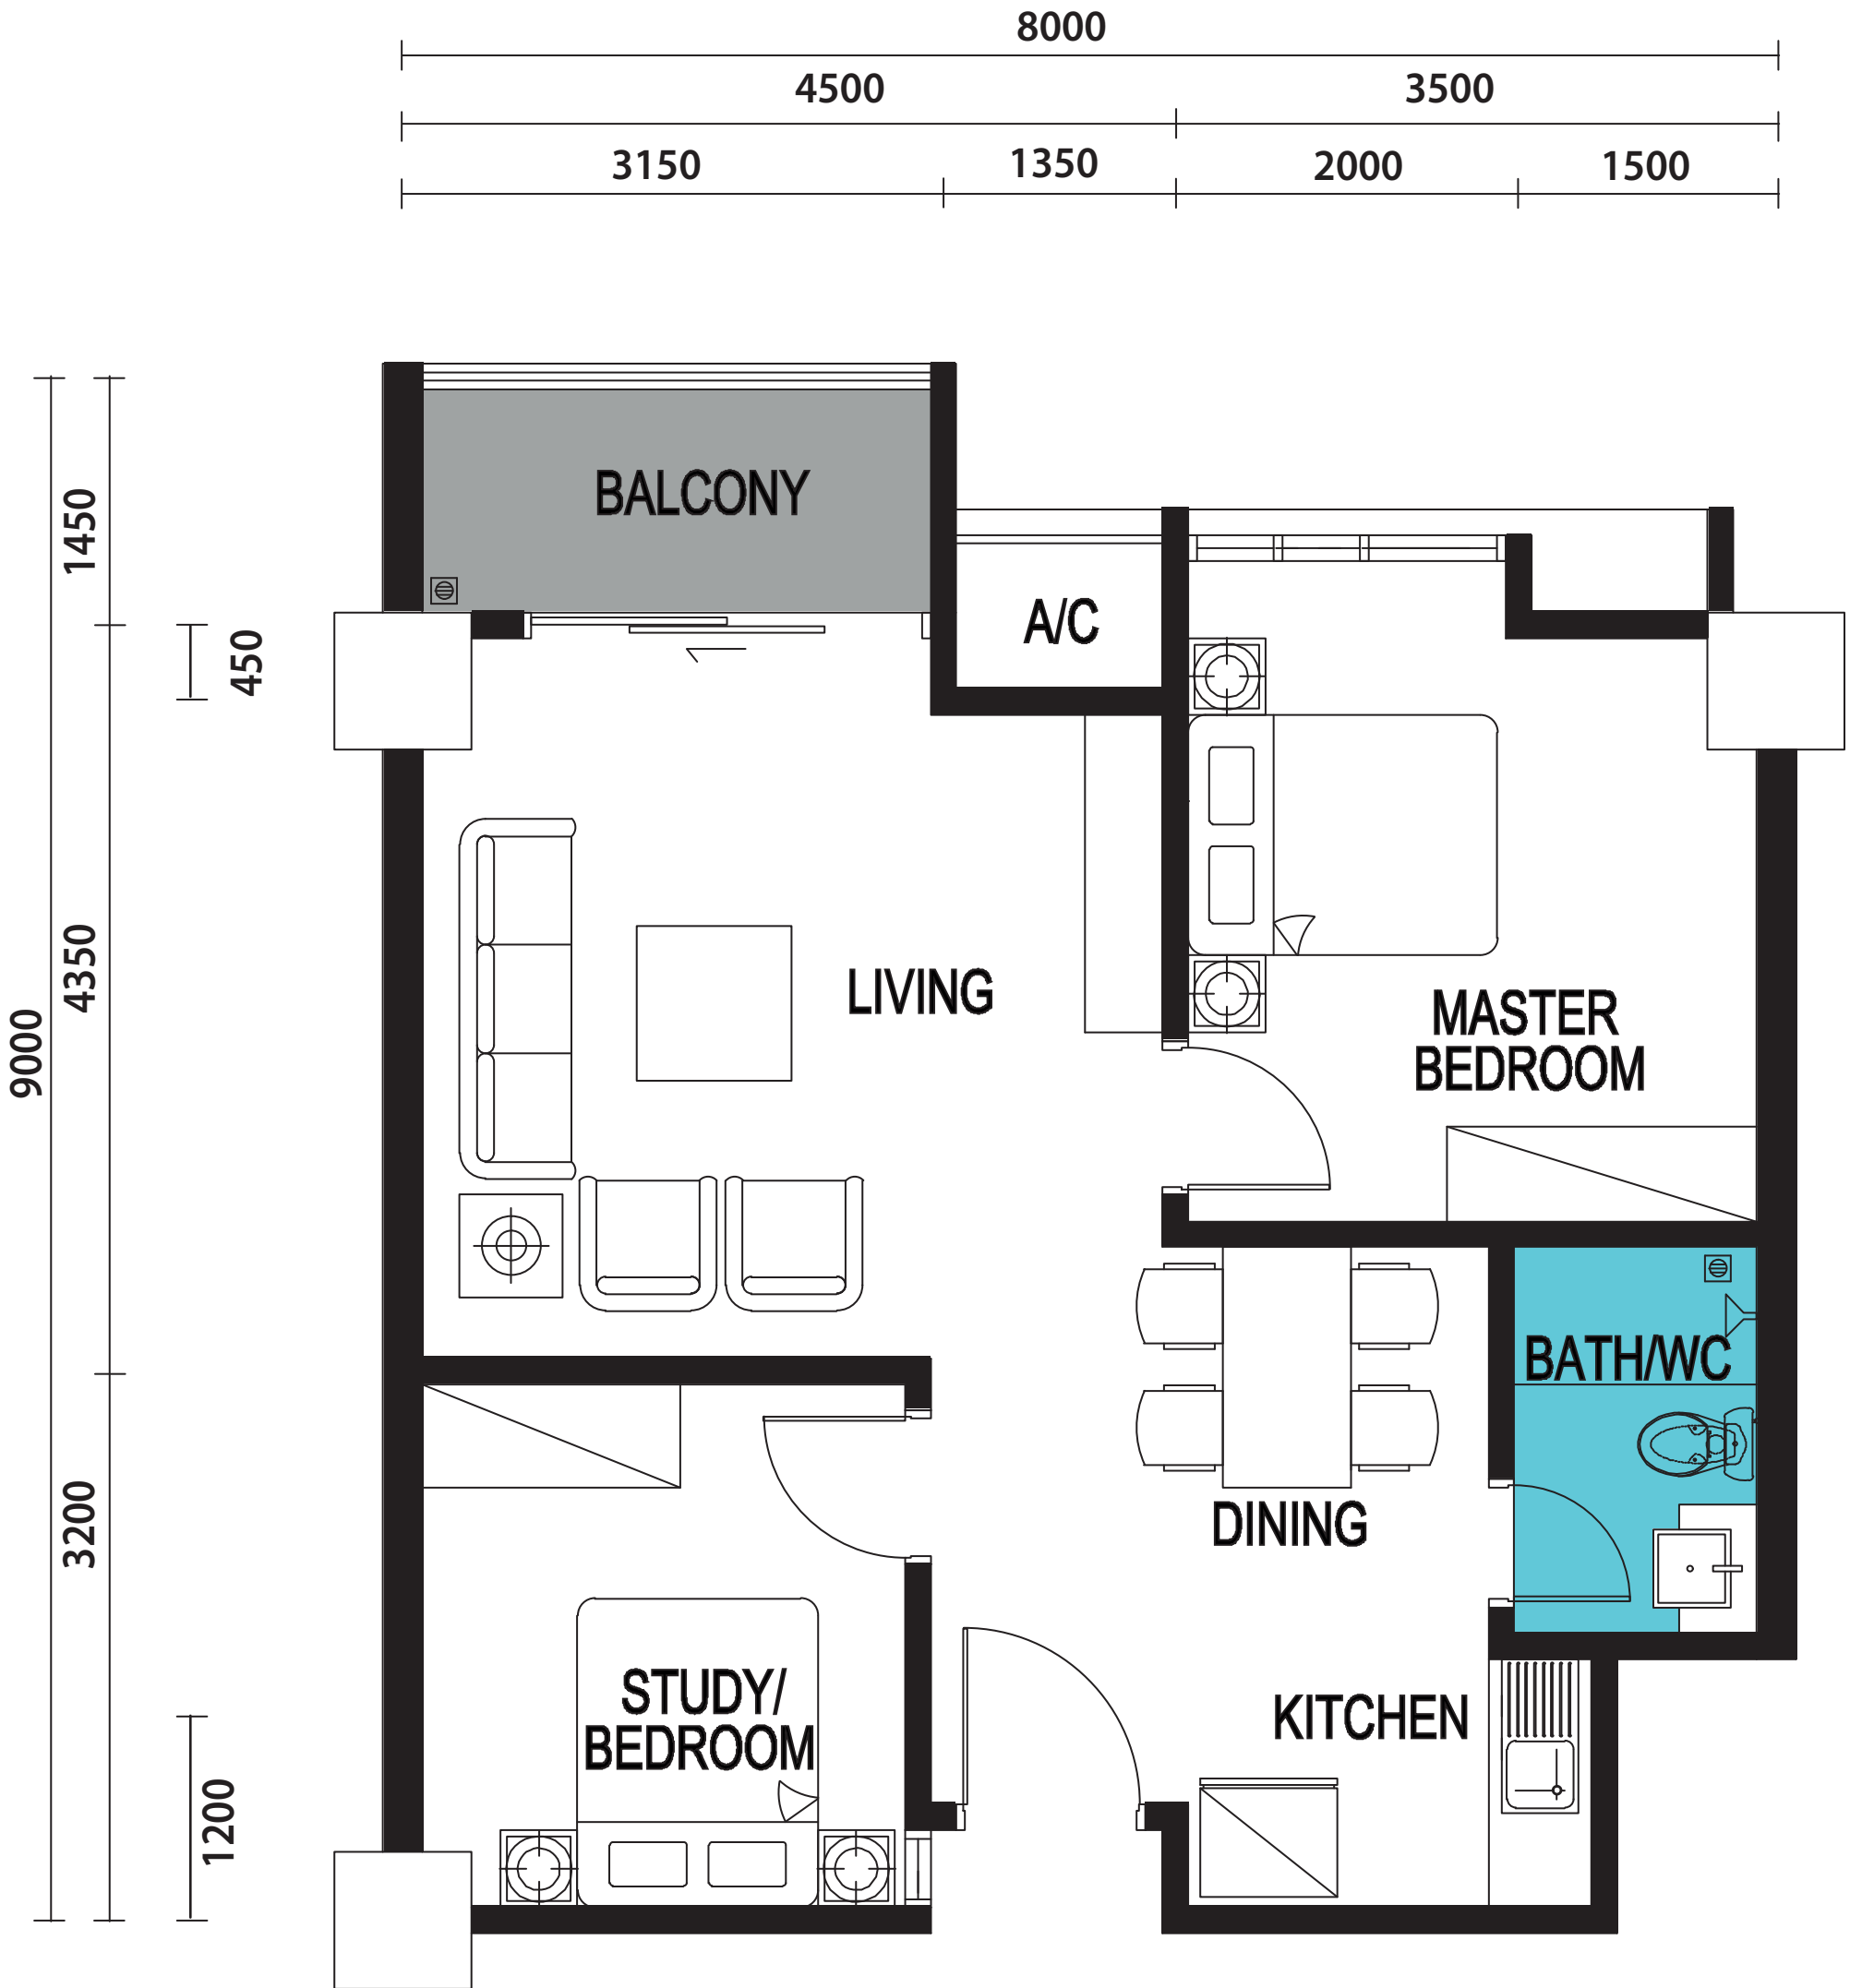 8000
4500
3500
3150
1350
2000
1500
1450
450
4350
9000
3200
1200
BALCONY
A/C
LIVING
MASTER
BEDROOM
BATH/WC
DINING
STUDY/
BEDROOM
KITCHEN